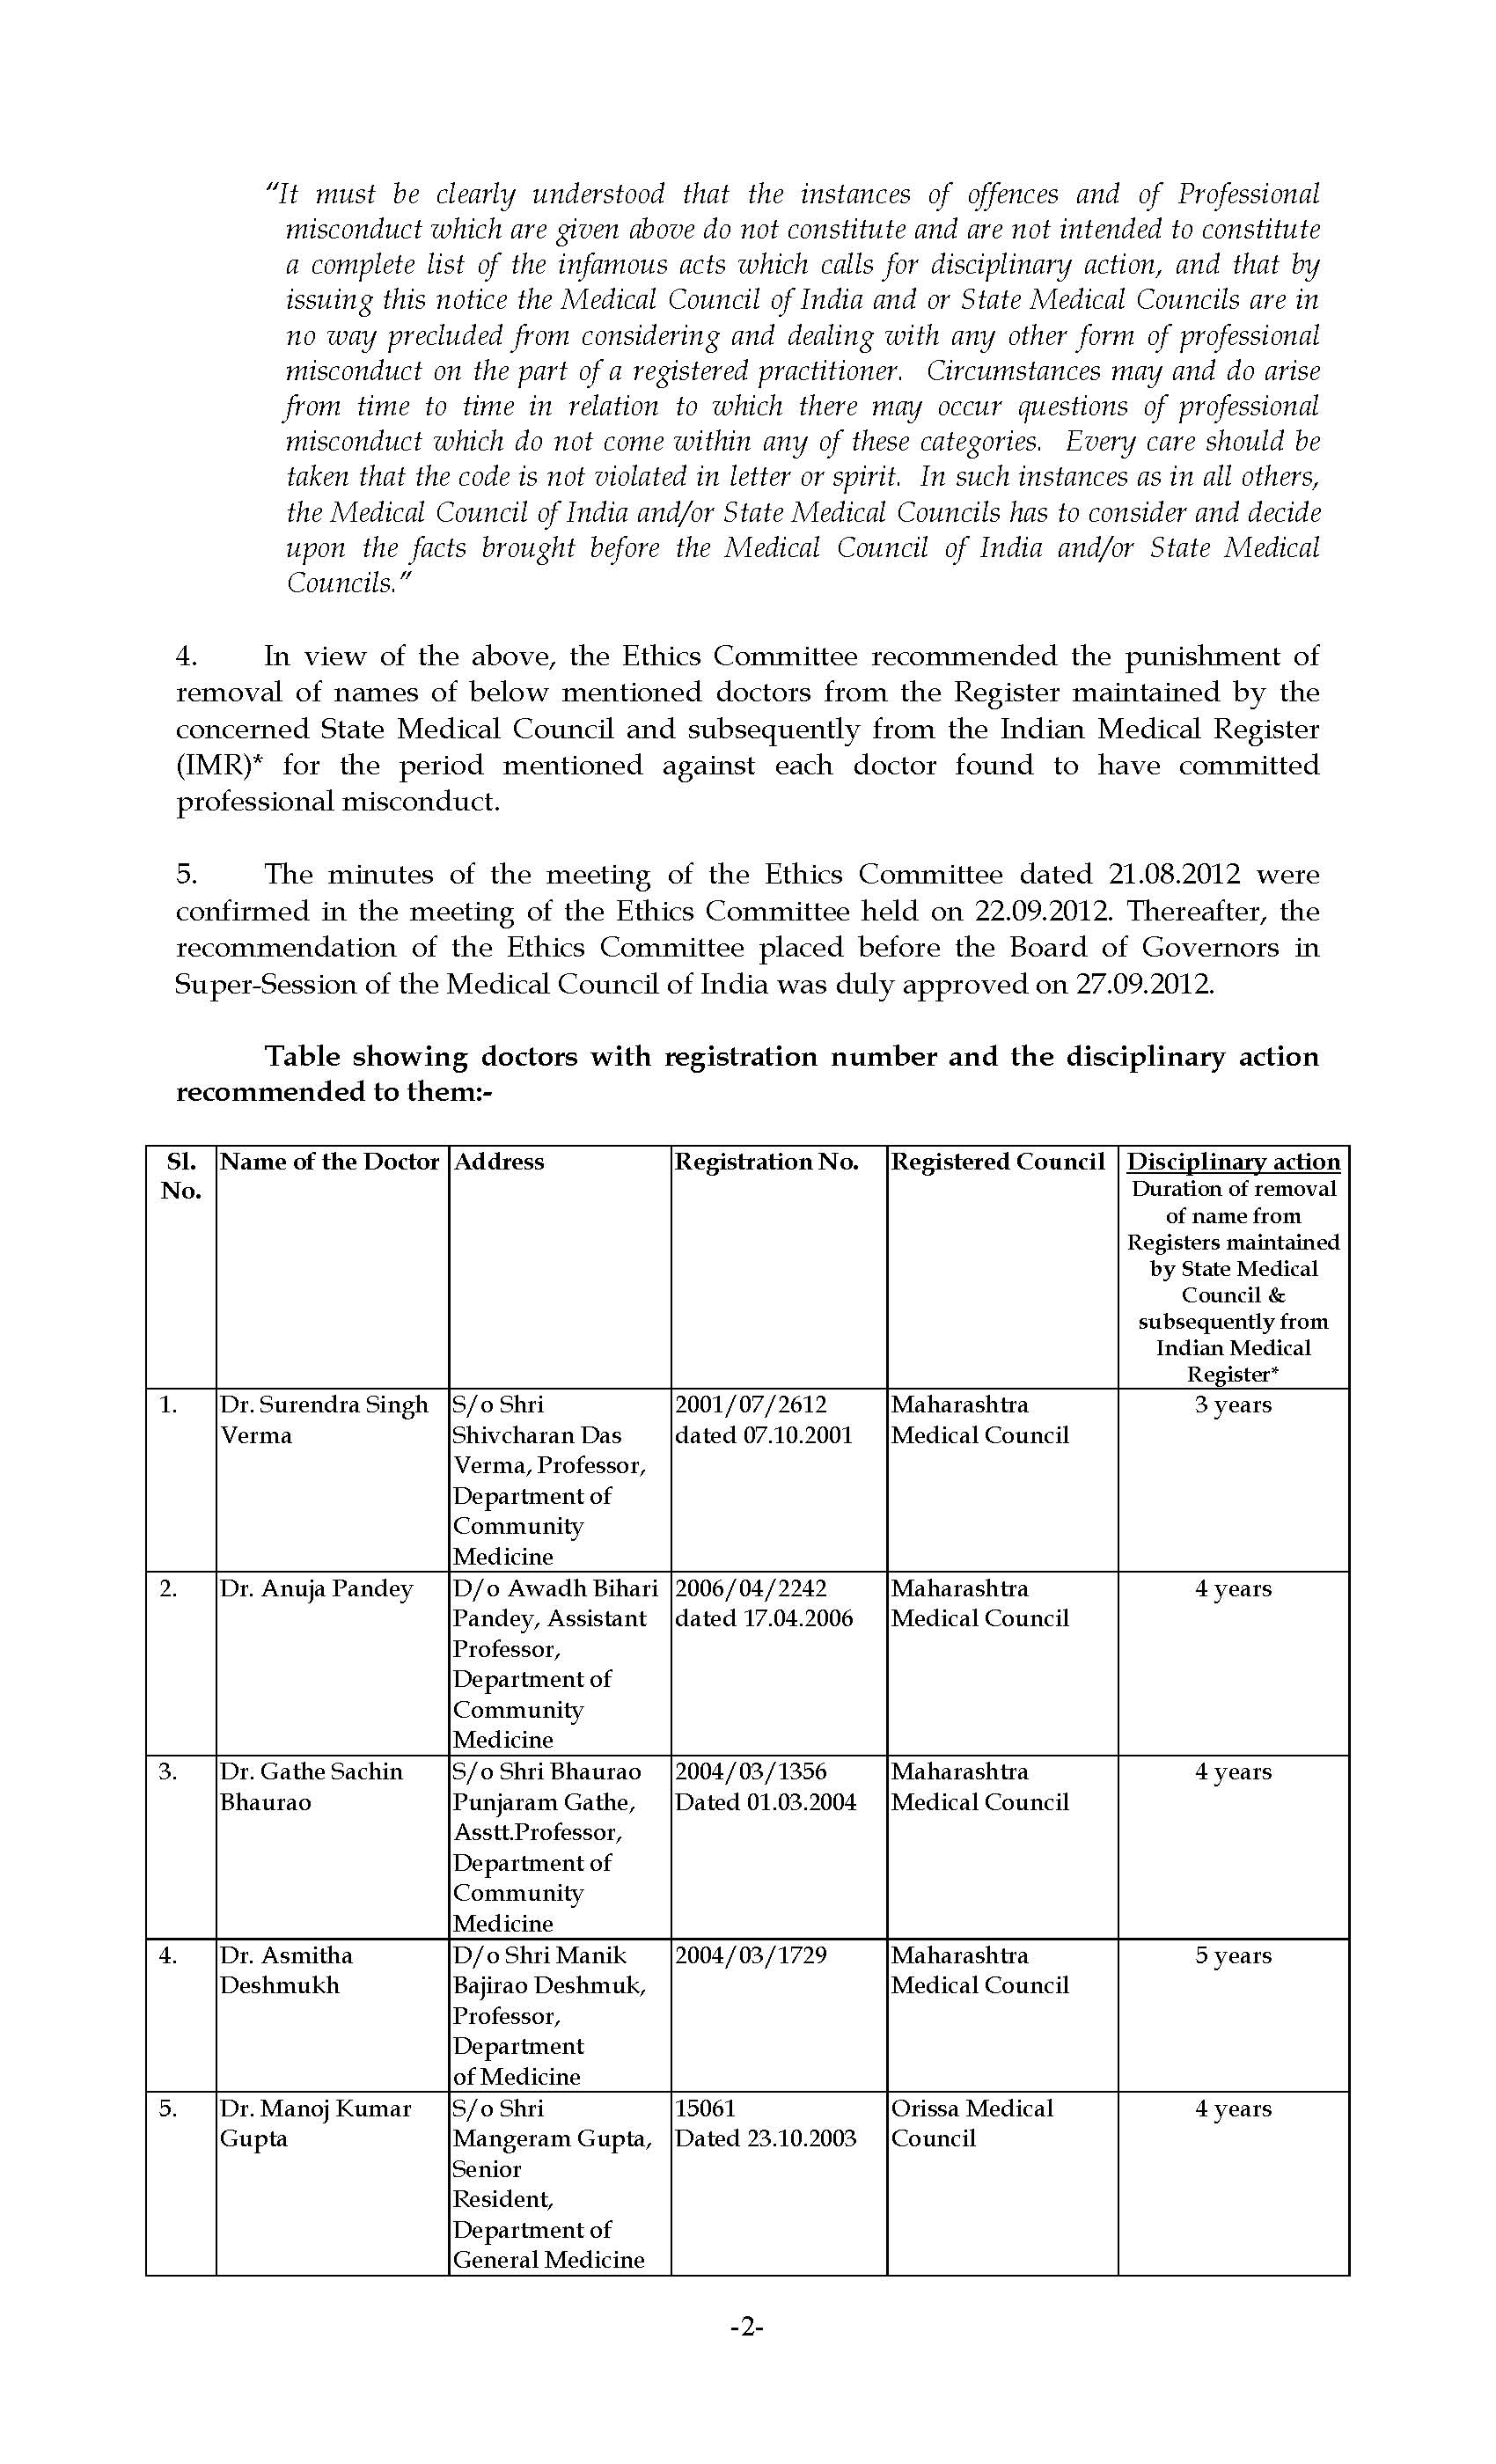 “It must be clearly understood that the instances of offences and of Professional
misconduct which are given above do not constitute and are not intended to constitute
a complete list of the infamous acts which calls for disciplinary action, and that by
issuing this notice the Medical Council of India and or State Medical Councils are in
no way precluded from considering and dealing with any other form of professional
misconduct on the part of a registered practitioner. Circumstances may and do arise
from time to time in relation to which there may occur questions of professional
misconduct which do not come within any of these categories. Every care should be
taken that the code is not violated in letter or spirit. In such instances as in all others,
the Medical Council of India and/or State Medical Councils has to consider and decide
upon the facts brought before the Medical Council of India and/or State Medical
Councils.”
4. In view of the above, the Ethics Committee recommended the punishment of
removal of names of below mentioned doctors from the Register maintained by the
concerned State Medical Council and subsequently from the Indian Medical Register
(IMR)* for the period mentioned against each doctor found to have committed
professional misconduct.
5. The minutes of the meeting of the Ethics Committee dated 21.08.2012 were
confirmed in the meeting of the Ethics Committee held on 22.09.2012. Thereafter, the
recommendation of the Ethics Committee placed before the Board of Governors in
Super-Session of the Medical Council of India was duly approved on 27.09.2012.
Table showing doctors with registration number and the disciplinary action
recommended to them:-
Sl. Name of the Doctor Address Registration No. Registered Council Disciplinary action
No. Duration of removal
of name from
Registers maintained
by State Medical
Council &
subsequently from
Indian Medical
Register*
1. Dr. Surendra Singh S/o Shri 2001/07/2612 Maharashtra 3 years
Verma Shivcharan Das dated 07.10.2001 Medical Council
Verma, Professor,
Department of
Community
Medicine
2. Dr. Anuja Pandey D/o Awadh Bihari 2006/04/2242 Maharashtra 4 years
Pandey, Assistant dated 17.04.2006 Medical Council
Professor,
Department of
Community
Medicine
3. Dr. Gathe Sachin S/o Shri Bhaurao 2004/03/1356 Maharashtra 4 years
Bhaurao Punjaram Gathe, Dated 01.03.2004 Medical Council
Asstt.Professor,
Department of
Community
Medicine
4. Dr. Asmitha D/o Shri Manik 2004/03/1729 Maharashtra 5 years
Deshmukh Bajirao Deshmuk, Medical Council
Professor,
Department
of Medicine
5. Dr. Manoj Kumar S/o Shri 15061 Orissa Medical 4 years
Gupta Mangeram Gupta, Dated 23.10.2003 Council
Senior
Resident,
Department of
General Medicine
-2-